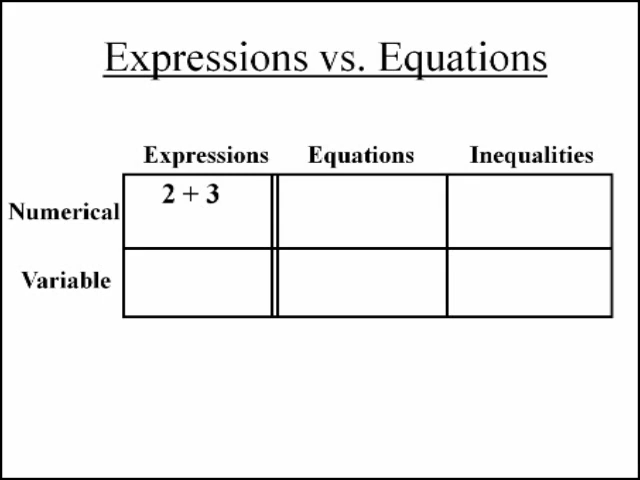 Expressions vs. Equations
Expressions Equations Inequalities
Numerical 2 + 3
Variable